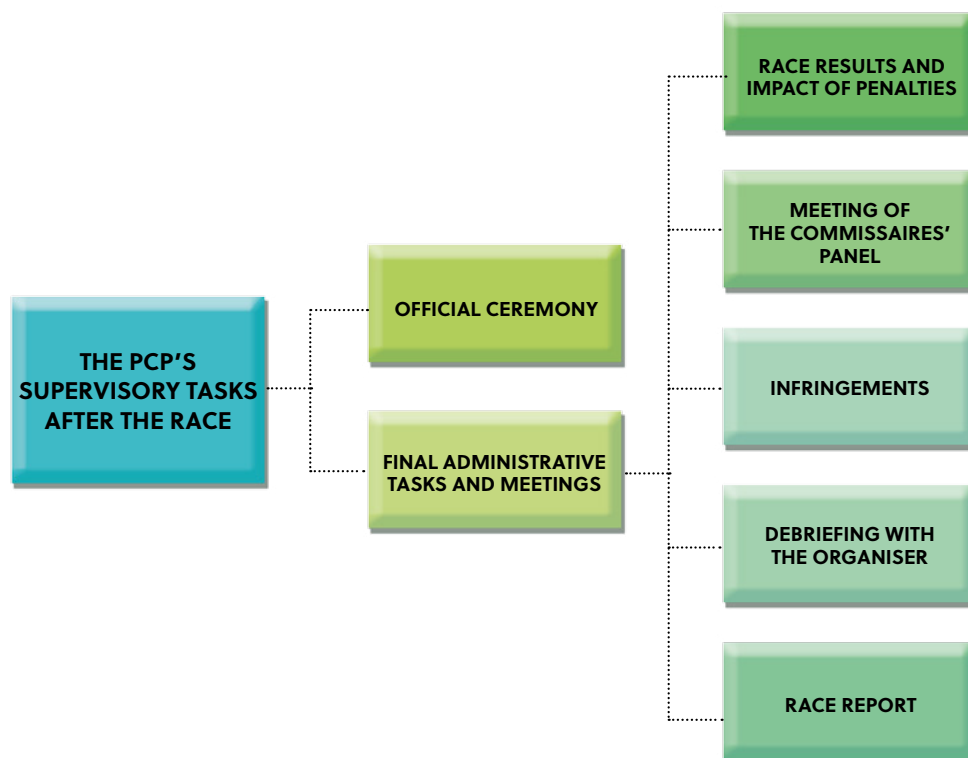 THE PCP'S
SUPERVISORY TASKS
AFTER THE RACE
OFFICIAL CEREMONY
FINAL ADMINISTRATIVE
TASKS AND MEETINGS
RACE RESULTS AND
IMPACT OF PENALTIES
MEETING OF
THE COMMISSAIRES'
PANEL
INFRINGEMENTS
DEBRIEFING WITH
THE ORGANISER
RACE REPORT